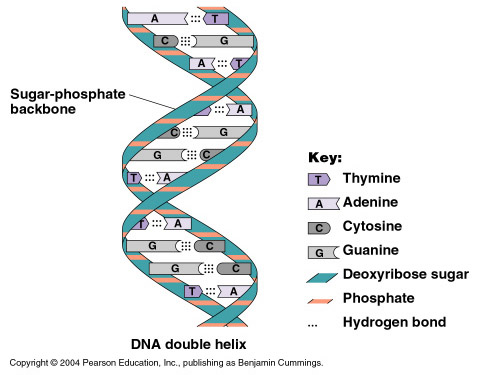 A T
C G
A T
Sugar-phosphate
backbone
A
C G
G C
T A
T A
G C
G C
T A
Key:
T Thymine
A Adenine
C Cytosine
G Guanine
Deoxyribose sugar
Phosphate
Hydrogen bond
DNA double helix
Copyright © 2004 Pearson Education, Inc., publishing as Benjamin Cummings.